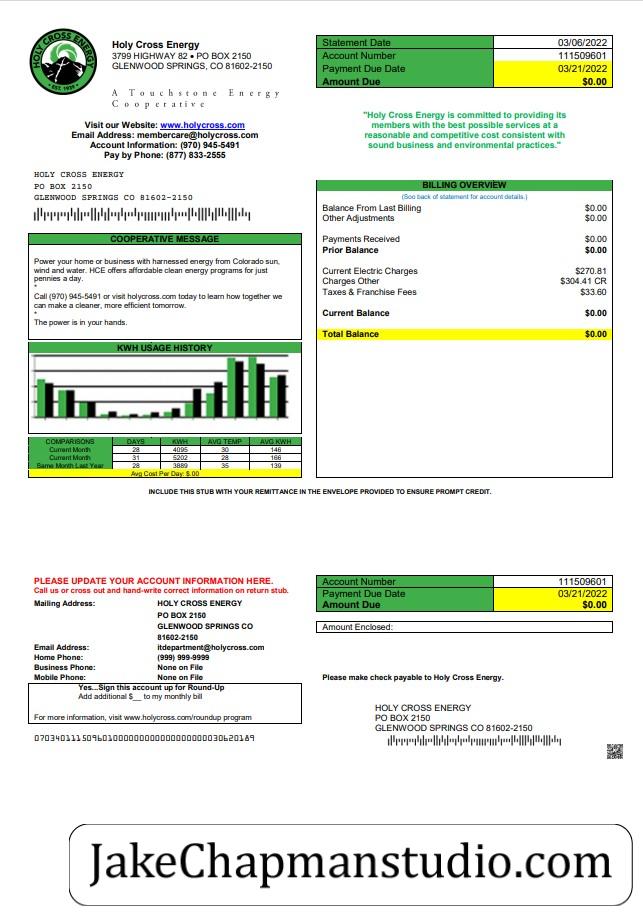 HOLY CROSS ENERGY
EST. 1939
Holy Cross Energy
3799 HIGHWAY 82 • PO BOX 2150
GLENWOOD SPRINGS, CO 81602-2150
A Touchstone Energy
Cooperative
Statement Date 03/06/2022
Account Number 111509601
Payment Due Date 03/21/2022
Amount Due $0.00
Visit our Website: www.holycross.com
Email Address: membercare@holycross.com
Account Information: (970) 945-5491
Pay by Phone: (877) 833-2555
"Holy Cross Energy is committed to providing its
members with the best possible services at a
reasonable and competitive cost consistent with
sound business and environmental practices."
HOLY CROSS ENERGY
PO BOX 2150
GLENWOOD SPRINGS CO 81602-2150
COOPERATIVE MESSAGE
Power your home or business with harnessed energy from Colorado sun,
wind and water. HCE offers affordable clean energy programs for just
pennies a day.
*
Call (970) 945-5491 or visit holycross.com today to learn how together we
can make a cleaner, more efficient tomorrow.
*
The power is in your hands.
KWH USAGE HISTORY
COMPARISONS DAYS KWH AVG TEMP AVG KWH
Current Month 28 4095 30 146
Current Month 31 5202 28 166
Same Month Last Year 28 3889 35 139
Avg Cost Per Day: $.00
BILLING OVERVIEW
(Soo back of statement for account details.)
Balance From Last Billing $0.00
Other Adjustments $0.00
Payments Received $0.00
Prior Balance $0.00
Current Electric Charges $270.81
Charges Other $304.41 CR
Taxes & Franchise Fees $33.60
Current Balance $0.00
Total Balance $0.00
INCLUDE THIS STUB WITH YOUR REMITTANCE IN THE ENVELOPE PROVIDED TO ENSURE PROMPT CREDIT.
PLEASE UPDATE YOUR ACCOUNT INFORMATION HERE.
Call us or cross out and hand-write correct information on return stub.
Mailing Address: HOLY CROSS ENERGY
PO BOX 2150
GLENWOOD SPRINGS CO
81602-2150
Email Address: itdepartment@holycross.com
Home Phone: (999) 999-9999
Business Phone: None on File
Mobile Phone: None on File
Yes...Sign this account up for Round-Up
Add additional $__ to my monthly bill
For more information, visit www.holycross.com/roundup program
Account Number 111509601
Payment Due Date 03/21/2022
Amount Due $0.00
Amount Enclosed:
Please make check payable to Holy Cross Energy.
HOLY CROSS ENERGY
PO BOX 2150
GLENWOOD SPRINGS CO 81602-2150
JakeChapmanstudio.com